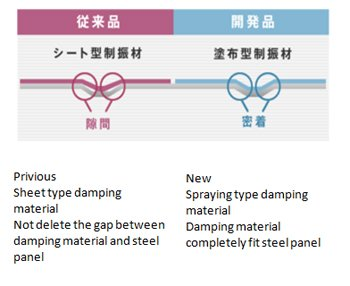 従来品
開発品
シート型制振材
塗布型制振材
隙間
密着
Privious
Sheet type damping
material
Not delete the gap between
damping material and steel
panel
New
Spraying type damping
material
Damping material
completely fit steel panel